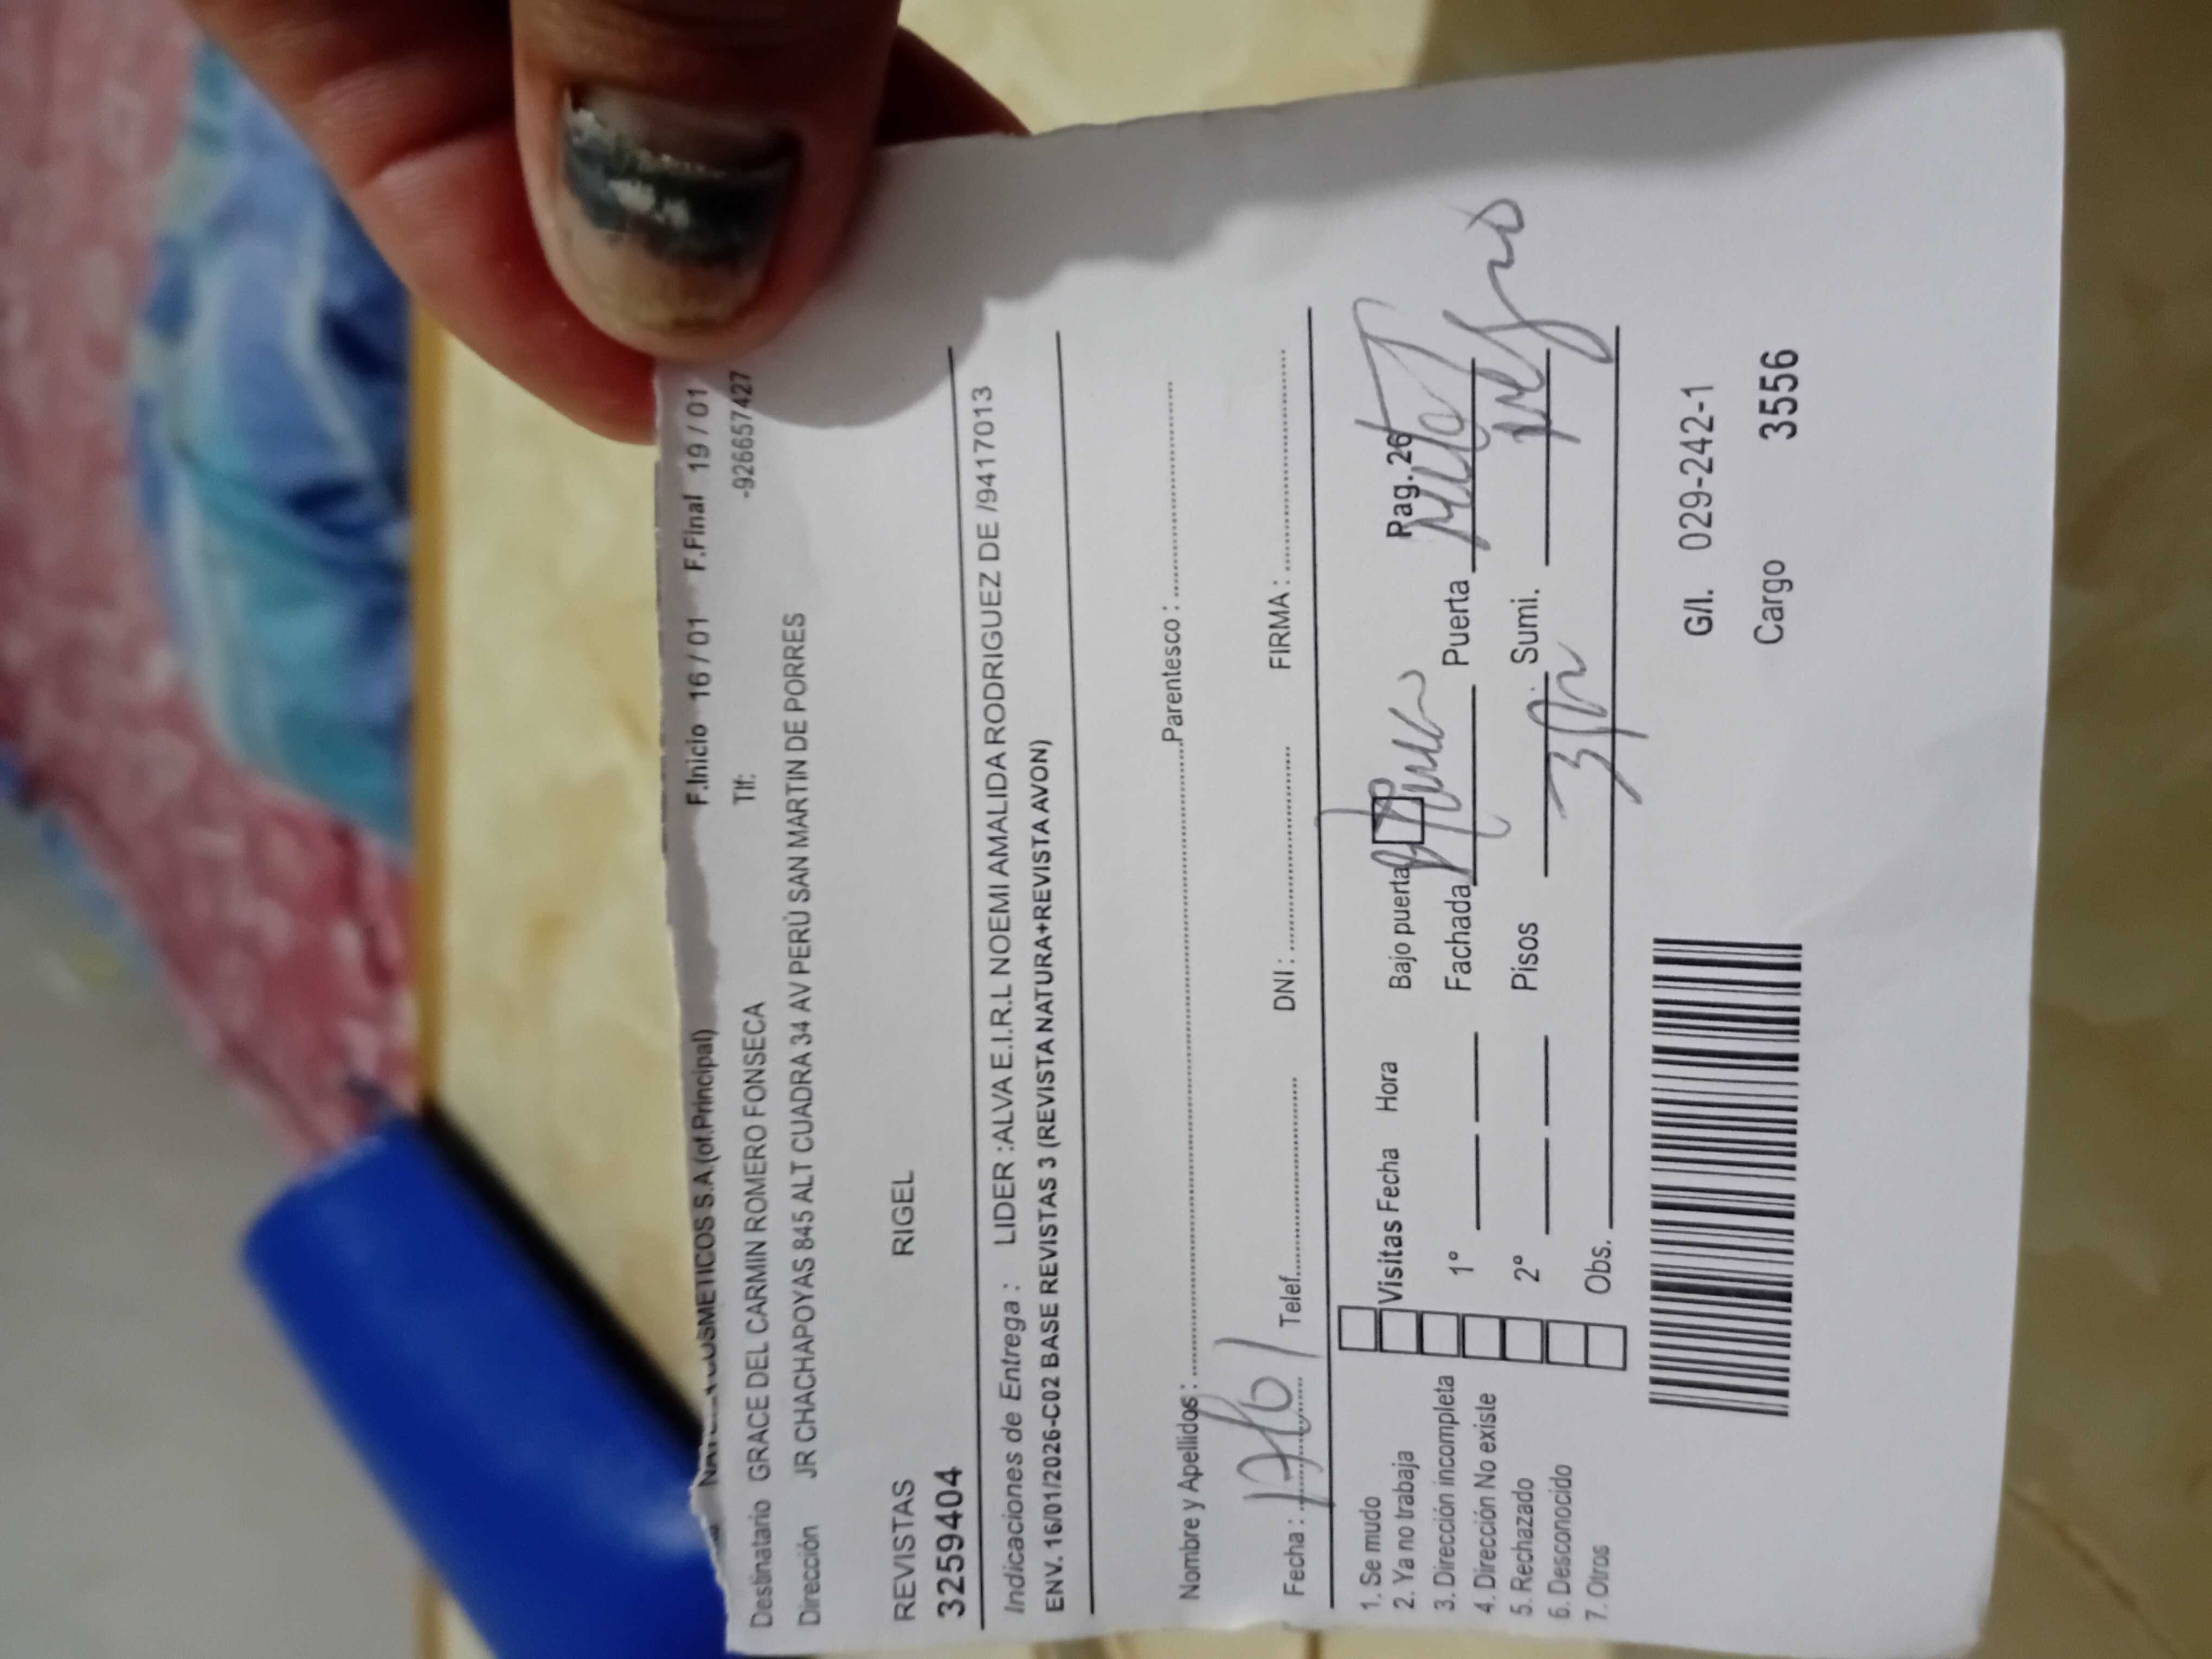 COSMETICOS S.A.(of.Principal) F.Inicio 16 / 01 F.Final 19 / 01
Destinatario GRACE DEL CARMIN ROMERO FONSECA Tlf: -926657427
Dirección JR CHACHAPOYAS 845 ALT CUADRA 34 AV PERÙ SAN MARTIN DE PORRES
REVISTAS RIGEL
3259404
Indicaciones de Entrega : LIDER :ALVA E.I.R.L NOEMI AMALIDA RODRIGUEZ DE /9417013
ENV. 16/01/2026-C02 BASE REVISTAS 3 (REVISTA NATURA+REVISTA AVON)
Nombre y Apellidos : Parentesco :
Fecha : 17/01 Telef. DNI : FIRMA :
1. Se mudo
2. Ya no trabaja
3. Dirección incompleta
4. Dirección No existe
5. Rechazado
6. Desconocido
7. Otros
Visitas Fecha Hora Bajo puerta Pag. 26
1° Fachada Puerta
2° Pisos 3 Sumi.
Obs.
G/I. 029-242-1
Cargo 3556